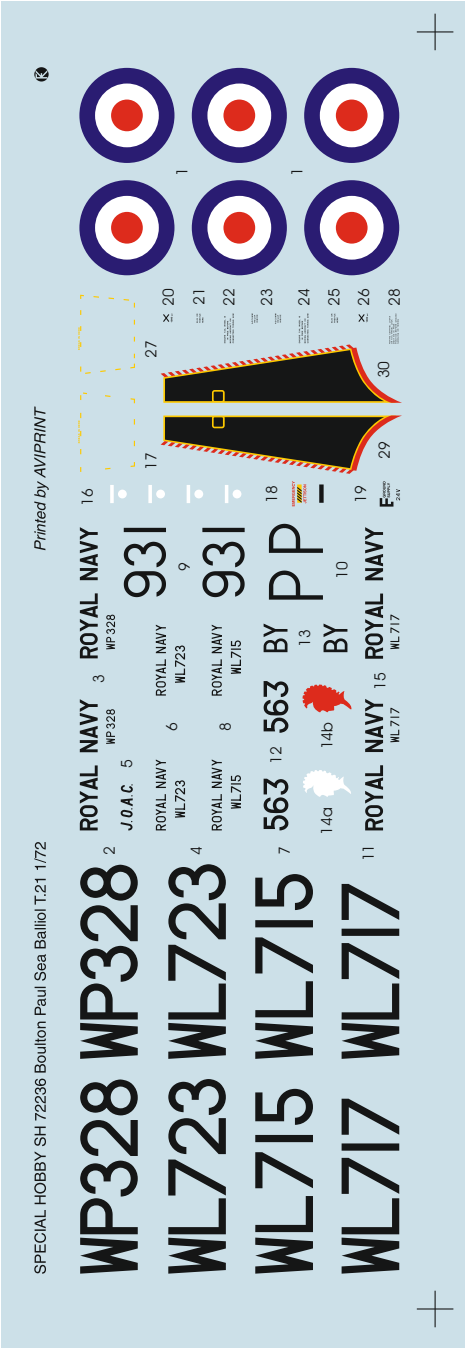 SPECIAL HOBBY SH 72236 Boulton Paul Sea Balliol T.21 1/72
Printed by AVIPRINT
WP328
WP328
2
ROYAL NAVY
WP328
3
ROYAL NAVY
WP328
J.O.A.C.
5
931
9
931
WL723
WL723
4
ROYAL NAVY
WL723
6
ROYAL NAVY
WL723
WL715
WL715
7
ROYAL NAVY
WL715
8
ROYAL NAVY
WL715
563
12
563
BY
13
BY
P P
10
14a
14b
WL717
WL717
11
ROYAL NAVY
WL717
15
ROYAL NAVY
WL717
16
17
18
EMERGENCY
19
E
24V
27
29
30
20
21
22
23
24
25
26
28
1
1